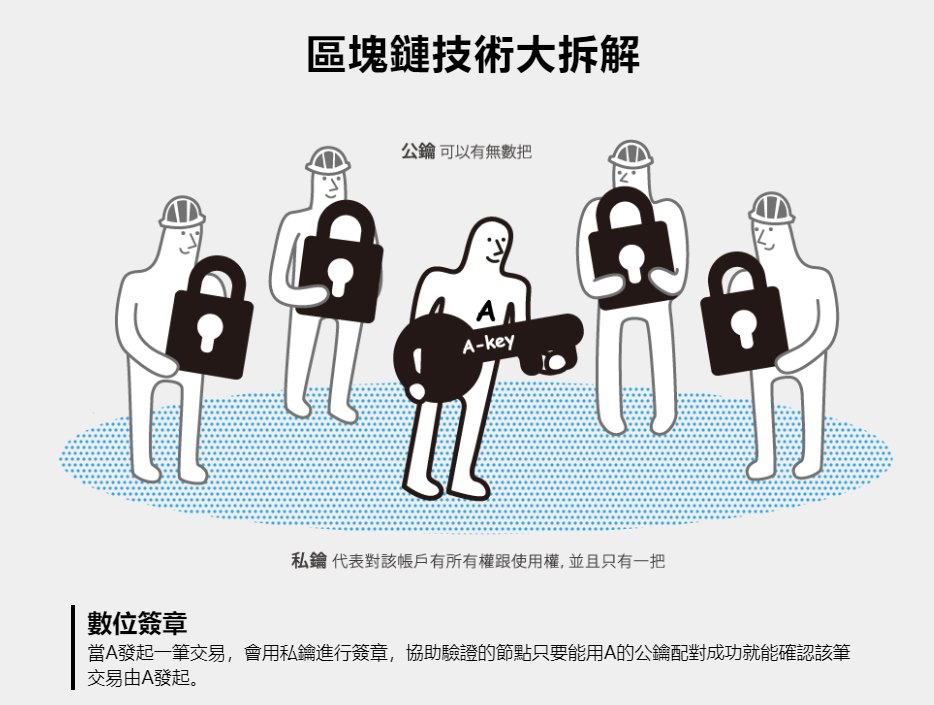 區塊鏈技術大拆解
公鑰 可以有無數把
A
A-key
私鑰 代表對該帳戶有所有權跟使用權, 並且只有一把
數位簽章
當A發起一筆交易，會用私鑰進行簽章，協助驗證的節點只要能用A的公鑰配對成功就能確認該筆
交易由A發起。